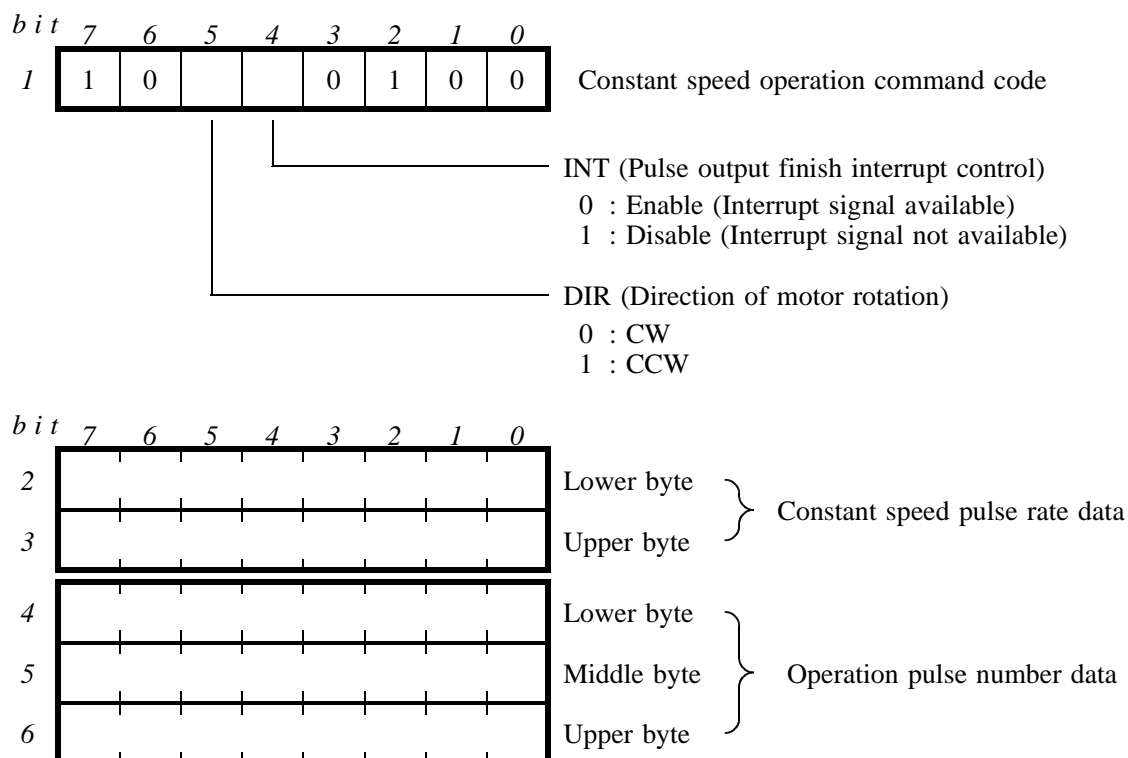 bit 7 6 5 4 3 2 1 0
1 1 0 0 1 0 0 Constant speed operation command code
INT (Pulse output finish interrupt control)
0 : Enable (Interrupt signal available)
1 : Disable (Interrupt signal not available)
DIR (Direction of motor rotation)
0 : CW
1 : CCW
bit 7 6 5 4 3 2 1 0
2 Lower byte
Constant speed pulse rate data
3 Upper byte
4 Lower byte
5 Middle byte Operation pulse number data
6 Upper byte